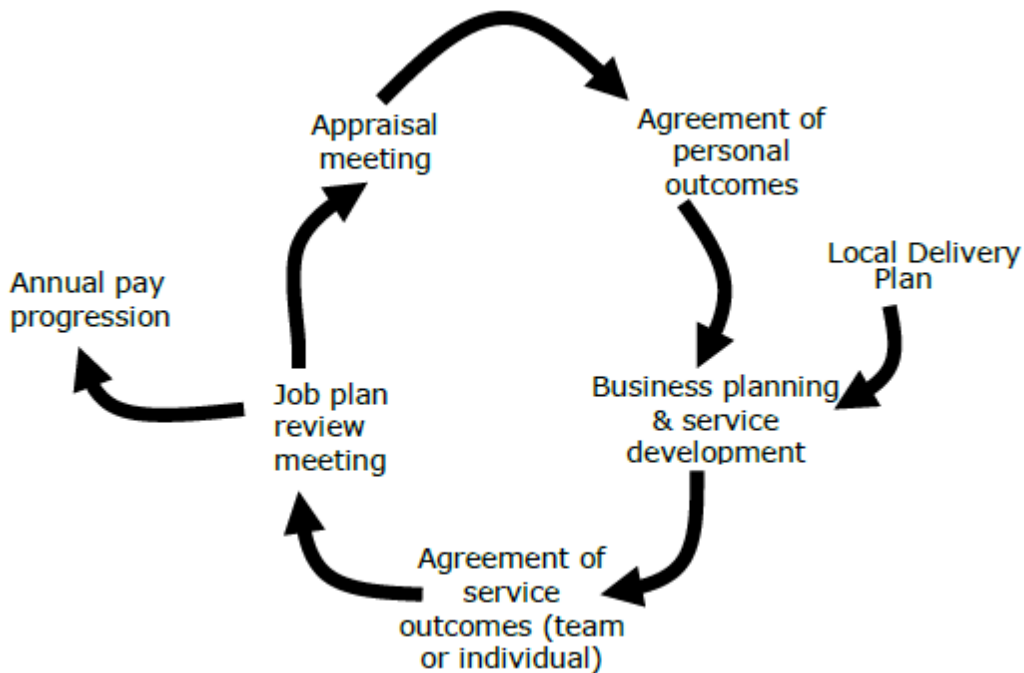 Appraisal
meeting
Agreement of
personal
outcomes
Local Delivery
Plan
Annual pay
progression
Business planning
& service
development
Job plan
review
meeting
Agreement of
service
outcomes (team
or individual)